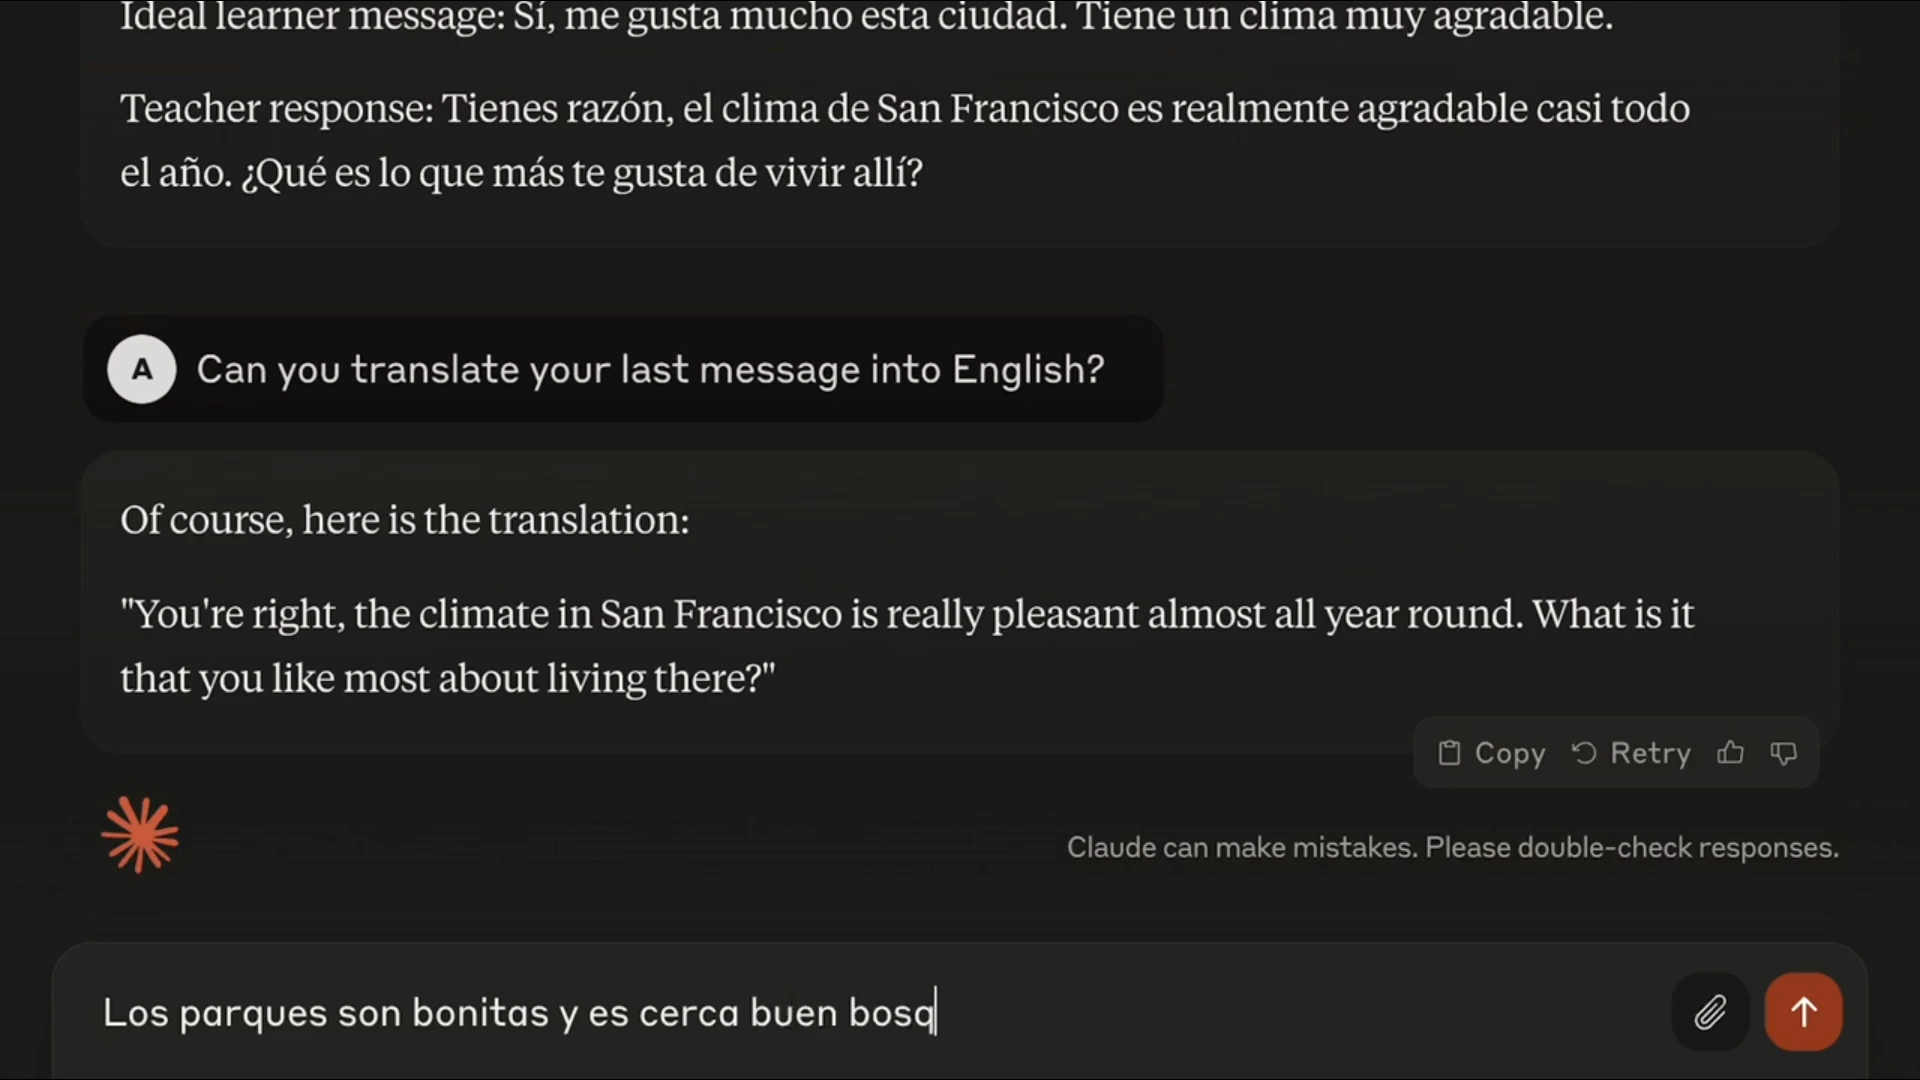 Ideal learner message: Sí, me gusta mucho esta ciudad. Tiene un clima muy agradable.
Teacher response: Tienes razón, el clima de San Francisco es realmente agradable casi todo
el año. ¿Qué es lo que más te gusta de vivir allí?
A Can you translate your last message into English?
Of course, here is the translation:
"You're right, the climate in San Francisco is really pleasant almost all year round. What is it
that you like most about living there?"
Copy Retry
Claude can make mistakes. Please double-check responses.
Los parques son bonitas y es cerca buen bosq